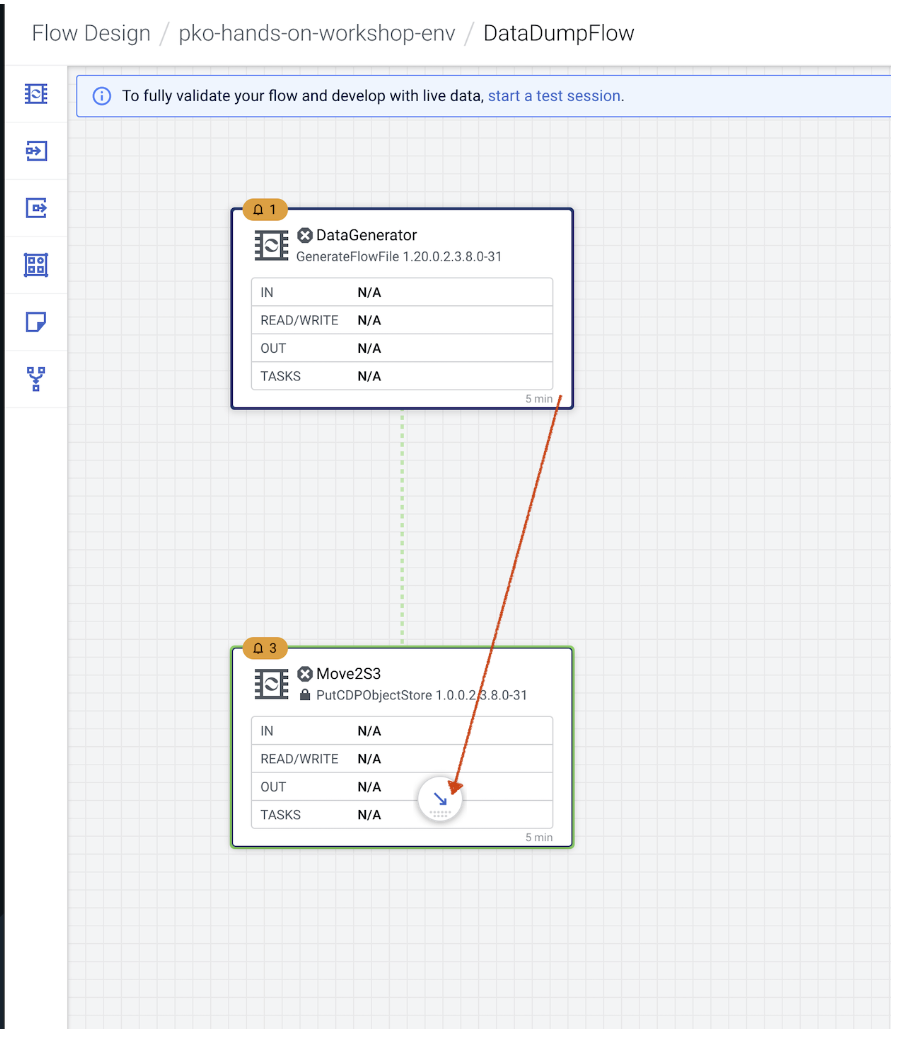 Flow Design / pko-hands-on-workshop-env / DataDumpFlow
To fully validate your flow and develop with live data, start a test session.
1
DataGenerator
GenerateFlowFile 1.20.0.2.3.8.0-31
IN N/A
READ/WRITE N/A
OUT N/A
TASKS N/A
5 min
3
Move2S3
PutCDPObjectStore 1.0.0.2.3.8.0-31
IN N/A
READ/WRITE N/A
OUT N/A
TASKS N/A
5 min